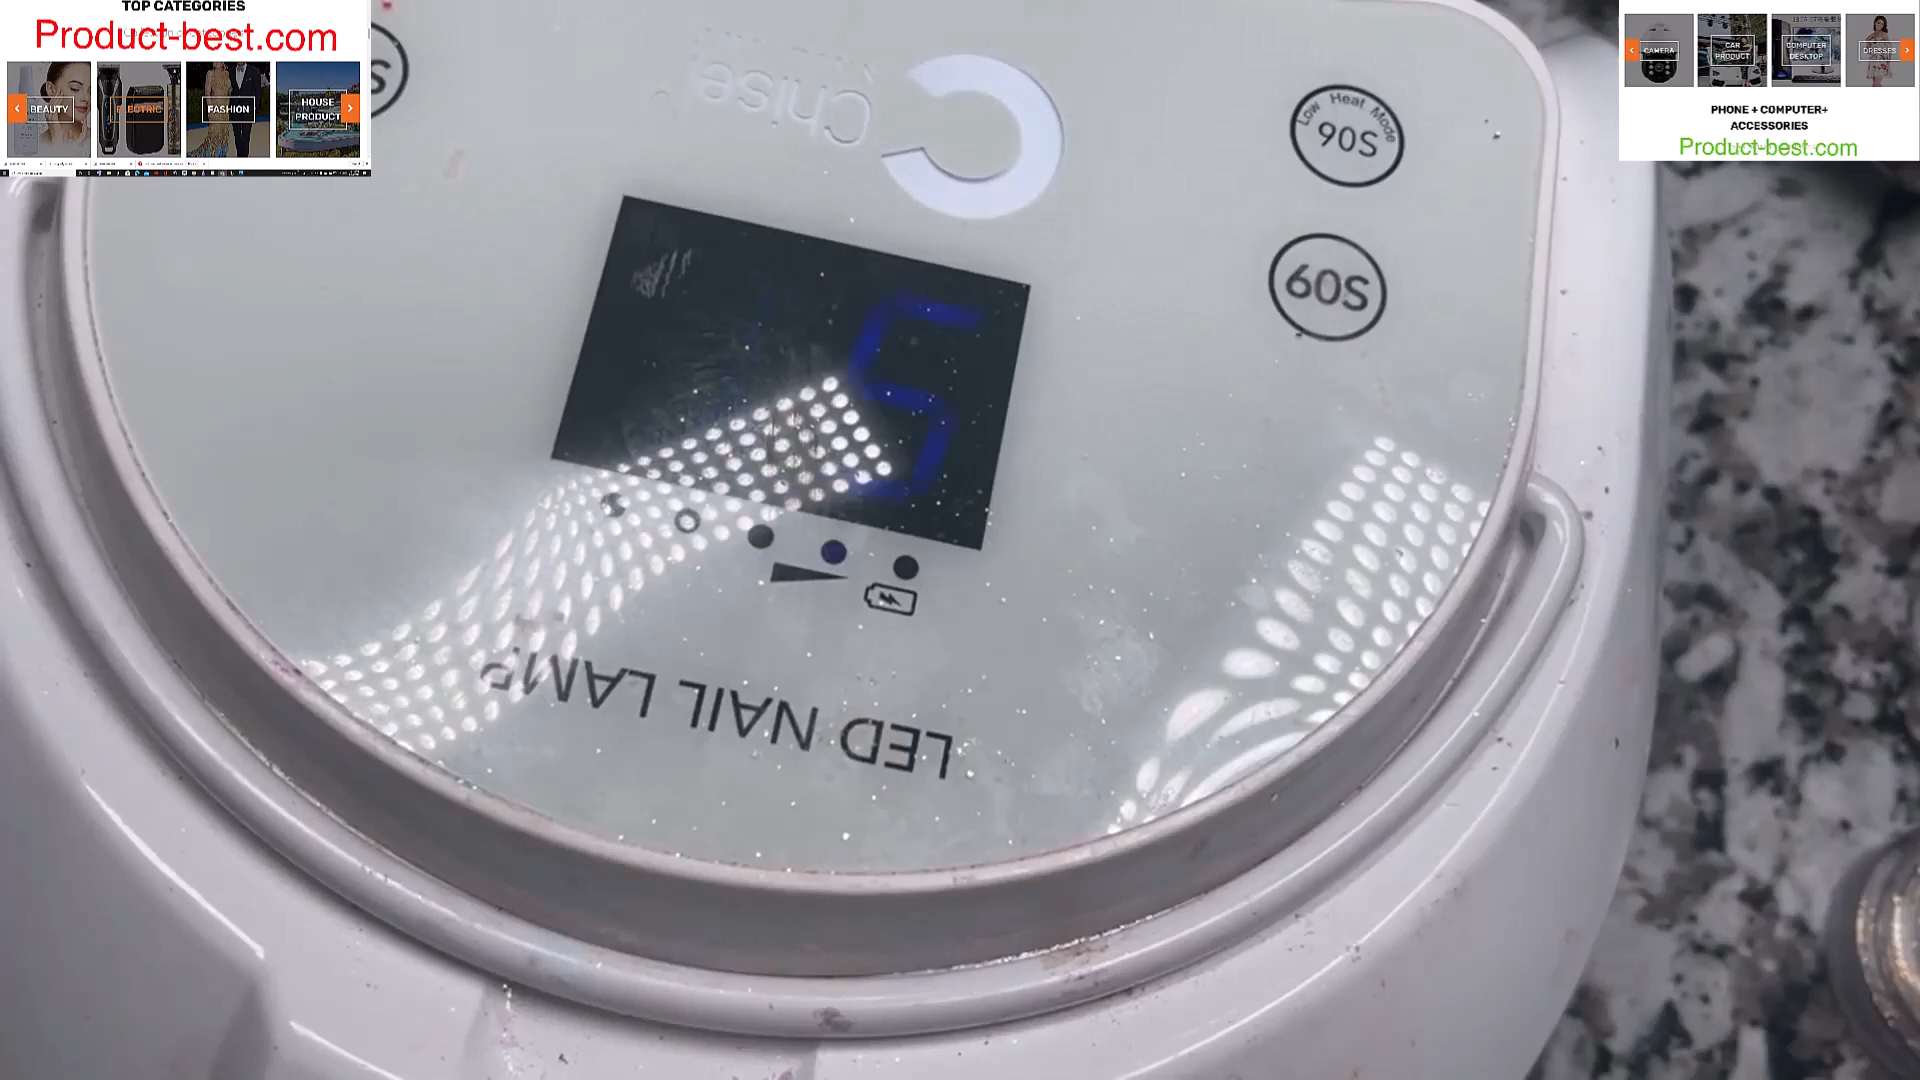 TOP CATEGORIES
Product-best.com
BEAUTY
ELECTRIC
FASHION
HOUSE
PRODUCT
CAMERA
CAR
PRODUCT
COMPUTER
DESKTOP
DRESSES
PHONE + COMPUTER+
ACCESSORIES
Product-best.com
Low Heat Mode
90S
60S
5
LED NAIL LAMP